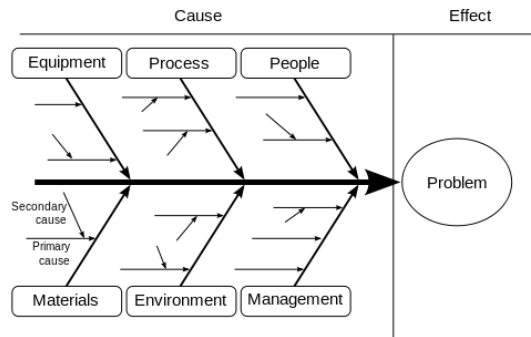 Cause
Effect
Equipment
Process
People
Problem
Secondary
cause
Primary
cause
Materials
Environment
Management